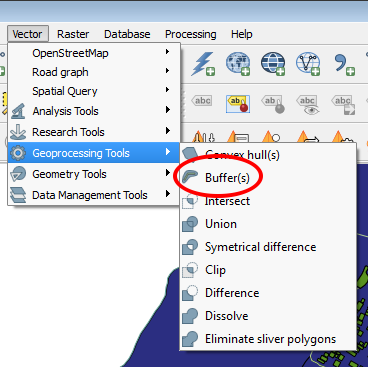 Vector Raster Database Processing Help
OpenStreetMap
Road graph
Spatial Query
Analysis Tools
Research Tools
Geoprocessing Tools
Geometry Tools
Data Management Tools
abc abc abc
Convex hull(s)
Buffer(s)
Intersect
Union
Symetrical difference
Clip
Difference
Dissolve
Eliminate sliver polygons